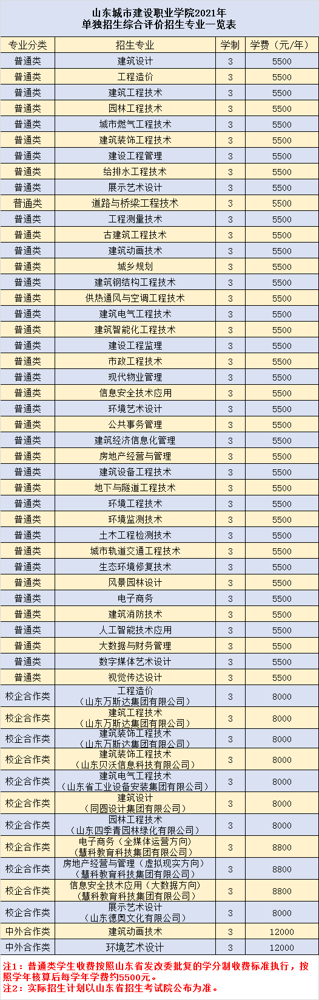 山东城市建设职业学院2021年
单独招生综合评价招生专业一览表
专业分类 招生专业 学制 学费（元/年）
普通类 建筑设计 3 5500
普通类 工程造价 3 5500
普通类 建筑工程技术 3 5500
普通类 园林工程技术 3 5500
普通类 城市燃气工程技术 3 5500
普通类 建筑装饰工程技术 3 5500
普通类 建设工程管理 3 5500
普通类 给排水工程技术 3 5500
普通类 展示艺术设计 3 5500
普通类 道路与桥梁工程技术 3 5500
普通类 工程测量技术 3 5500
普通类 古建筑工程技术 3 5500
普通类 建筑动画技术 3 5500
普通类 城乡规划 3 5500
普通类 建筑钢结构工程技术 3 5500
普通类 供热通风与空调工程技术 3 5500
普通类 建筑电气工程技术 3 5500
普通类 建筑智能化工程技术 3 5500
普通类 建设工程监理 3 5500
普通类 市政工程技术 3 5500
普通类 现代物业管理 3 5500
普通类 信息安全技术应用 3 5500
普通类 环境艺术设计 3 5500
普通类 公共事务管理 3 5500
普通类 建筑经济信息化管理 3 5500
普通类 房地产经营与管理 3 5500
普通类 建筑设备工程技术 3 5500
普通类 地下与隧道工程技术 3 5500
普通类 环境工程技术 3 5500
普通类 环境监测技术 3 5500
普通类 土木工程检测技术 3 5500
普通类 城市轨道交通工程技术 3 5500
普通类 生态环境修复技术 3 5500
普通类 风景园林设计 3 5500
普通类 电子商务 3 5500
普通类 建筑消防技术 3 5500
普通类 人工智能技术应用 3 5500
普通类 大数据与财务管理 3 5500
普通类 数字媒体艺术设计 3 5500
普通类 视觉传达设计 3 5500
校企合作类 工程造价 3 8000
（山东万斯达集团有限公司）
校企合作类 建筑工程技术 3 8000
（山东万斯达集团有限公司）
校企合作类 建筑装饰工程技术 3 8000
（山东万斯达集团有限公司）
校企合作类 建筑装饰工程技术 3 8000
（山东贝沃信息科技有限公司）
校企合作类 建筑电气工程技术 3 8000
（山东省工业设备安装集团有限公司）
校企合作类 建筑设计 3 8000
（同圆设计集团有限公司）
校企合作类 园林工程技术 3 8000
（山东四季青园林绿化有限公司）
校企合作类 电子商务（全媒体运营方向） 3 8800
（慧科教育科技集团有限公司）
校企合作类 房地产经营与管理（虚拟现实方向） 3 8800
（慧科教育科技集团有限公司）
校企合作类 信息安全技术应用（大数据方向） 3 8800
（慧科教育科技集团有限公司）
校企合作类 展示艺术设计 3 8000
（山东德奥文化有限公司）
中外合作类 建筑动画技术 3 12000
中外合作类 环境艺术设计 3 12000
注1：普通类学生收费按照山东省发改委批复的学分制收费标准执行，按
照学年核算后每学年学费约5500元。
注2：实际招生计划以山东省招生考试院公布为准。